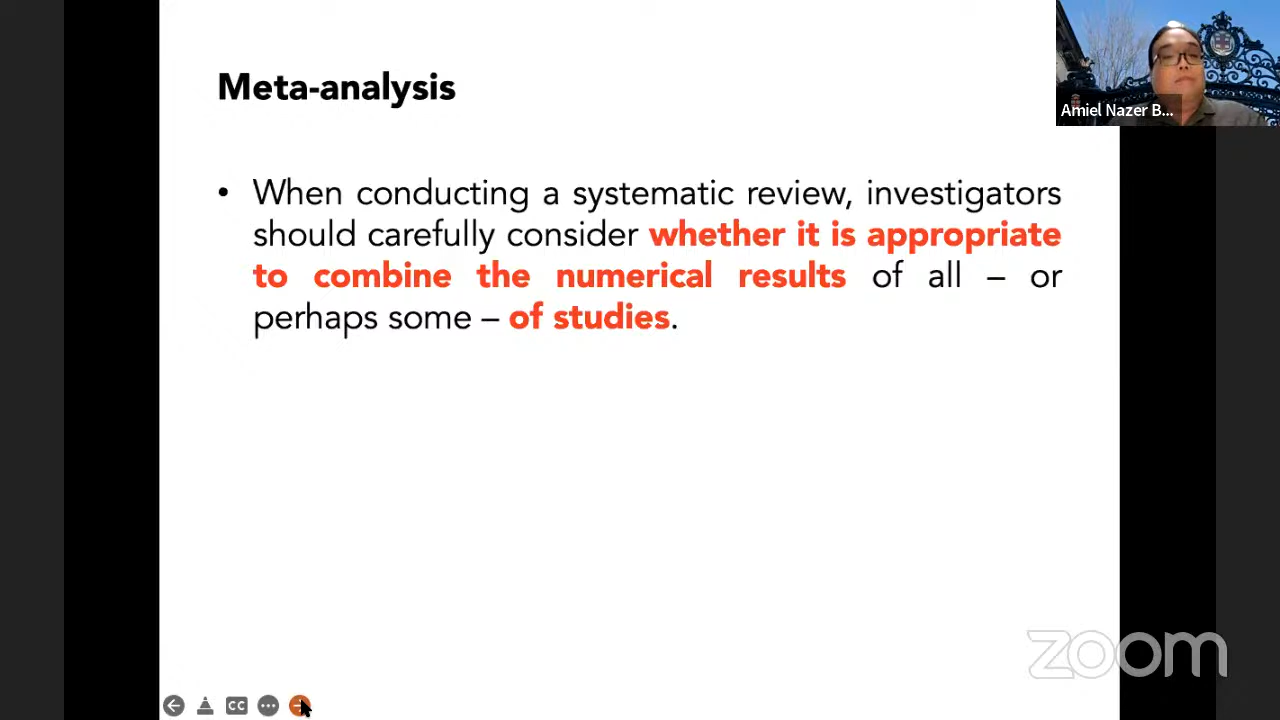 Meta-analysis
Amiel Nazer B...
• When conducting a systematic review, investigators
should carefully consider whether it is appropriate
to combine the numerical results of all – or
perhaps some – of studies.
zoom
CC